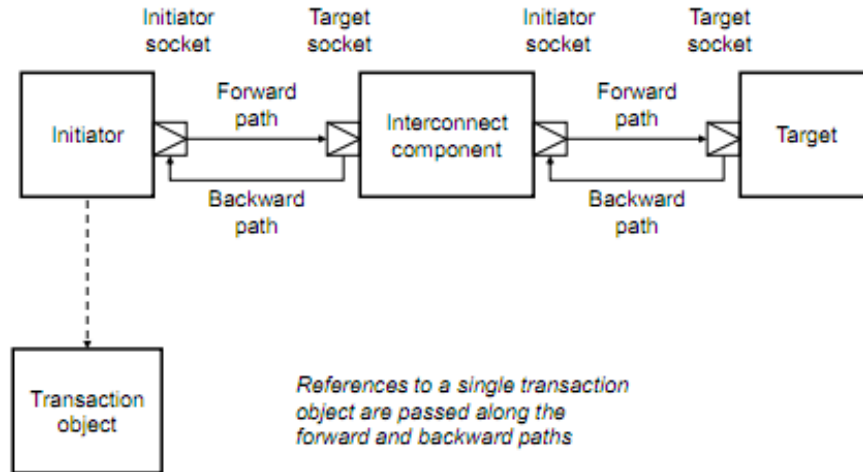 Initiator
socket
Target
socket
Initiator
socket
Target
socket
Initiator
Forward
path
Backward
path
Interconnect
component
Forward
path
Backward
path
Target
Transaction
object
References to a single transaction
object are passed along the
forward and backward paths